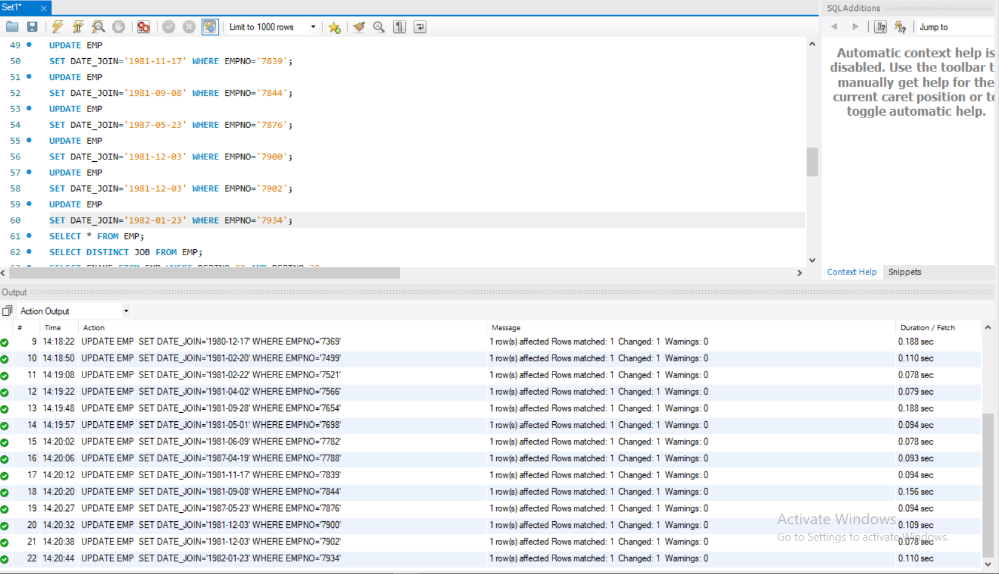 Set1*
SQLAdditions
Limit to 1000 rows
Jump to
49 UPDATE EMP
50 SET DATE_JOIN='1981-11-17' WHERE EMPNO='7839';
51 UPDATE EMP
52 SET DATE_JOIN='1981-09-08' WHERE EMPNO='7844';
53 UPDATE EMP
54 SET DATE_JOIN='1987-05-23' WHERE EMPNO='7876';
55 UPDATE EMP
56 SET DATE_JOIN='1981-12-03' WHERE EMPNO='7900';
57 UPDATE EMP
58 SET DATE_JOIN='1981-12-03' WHERE EMPNO='7902';
59 UPDATE EMP
60 SET DATE_JOIN='1982-01-23' WHERE EMPNO='7934';
61 SELECT * FROM EMP;
62 SELECT DISTINCT JOB FROM EMP;
Automatic context help is
disabled. Use the toolbar t
manually get help for the
current caret position or to
toggle automatic help.
Context Help Snippets
Output
Action Output
# Time Action Message Duration / Fetch
9 14:18:22 UPDATE EMP SET DATE_JOIN='1980-12-17' WHERE EMPNO='7369' 1 row(s) affected Rows matched: 1 Changed: 1 Warnings: 0 0.188 sec
10 14:18:50 UPDATE EMP SET DATE_JOIN='1981-02-20' WHERE EMPNO='7499' 1 row(s) affected Rows matched: 1 Changed: 1 Warnings: 0 0.110 sec
11 14:19:08 UPDATE EMP SET DATE_JOIN='1981-02-22' WHERE EMPNO='7521' 1 row(s) affected Rows matched: 1 Changed: 1 Warnings: 0 0.078 sec
12 14:19:22 UPDATE EMP SET DATE_JOIN='1981-04-02' WHERE EMPNO='7566' 1 row(s) affected Rows matched: 1 Changed: 1 Warnings: 0 0.079 sec
13 14:19:48 UPDATE EMP SET DATE_JOIN='1981-09-28' WHERE EMPNO='7654' 1 row(s) affected Rows matched: 1 Changed: 1 Warnings: 0 0.188 sec
14 14:19:57 UPDATE EMP SET DATE_JOIN='1981-05-01' WHERE EMPNO='7698' 1 row(s) affected Rows matched: 1 Changed: 1 Warnings: 0 0.094 sec
15 14:20:02 UPDATE EMP SET DATE_JOIN='1981-06-09' WHERE EMPNO='7782' 1 row(s) affected Rows matched: 1 Changed: 1 Warnings: 0 0.078 sec
16 14:20:06 UPDATE EMP SET DATE_JOIN='1987-04-19' WHERE EMPNO='7788' 1 row(s) affected Rows matched: 1 Changed: 1 Warnings: 0 0.093 sec
17 14:20:12 UPDATE EMP SET DATE_JOIN='1981-11-17' WHERE EMPNO='7839' 1 row(s) affected Rows matched: 1 Changed: 1 Warnings: 0 0.094 sec
18 14:20:20 UPDATE EMP SET DATE_JOIN='1981-09-08' WHERE EMPNO='7844' 1 row(s) affected Rows matched: 1 Changed: 1 Warnings: 0 0.156 sec
19 14:20:27 UPDATE EMP SET DATE_JOIN='1987-05-23' WHERE EMPNO='7876' 1 row(s) affected Rows matched: 1 Changed: 1 Warnings: 0 0.094 sec
20 14:20:32 UPDATE EMP SET DATE_JOIN='1981-12-03' WHERE EMPNO='7900' 1 row(s) affected Rows matched: 1 Changed: 1 Warnings: 0 0.109 sec
21 14:20:38 UPDATE EMP SET DATE_JOIN='1981-12-03' WHERE EMPNO='7902' 1 row(s) affected Rows matched: 1 Changed: 1 Warnings: 0 0.078 sec
22 14:20:44 UPDATE EMP SET DATE_JOIN='1982-01-23' WHERE EMPNO='7934' 1 row(s) affected Rows matched: 1 Changed: 1 Warnings: 0 0.110 sec
Activate Windows
Go to Settings to activate Windows.